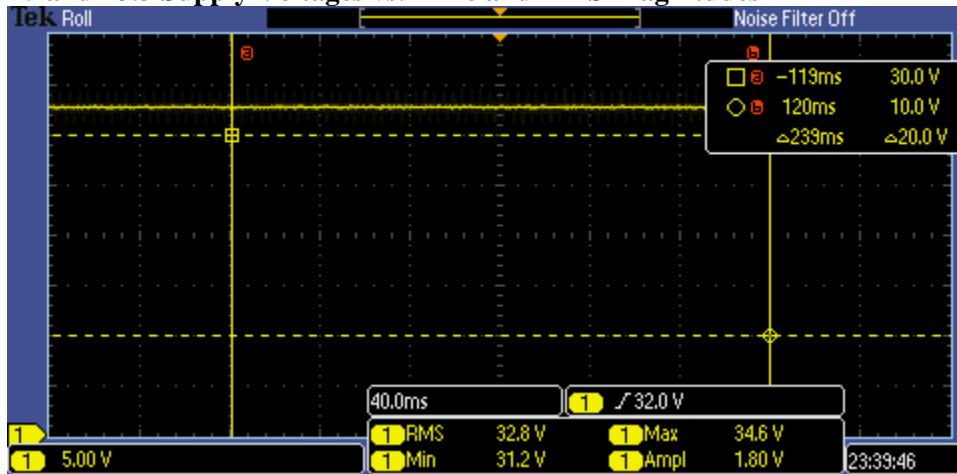 Tek Roll
Noise Filter Off
a
b
a -119ms 30.0 V
b 120ms 10.0 V
△239ms △20.0 V
40.0ms
1 ƒ 32.0 V
1
1 5.00 V
1 RMS 32.8 V 1 Max 34.6 V
1 Min 31.2 V 1 Ampl 1.80 V
23:39:46